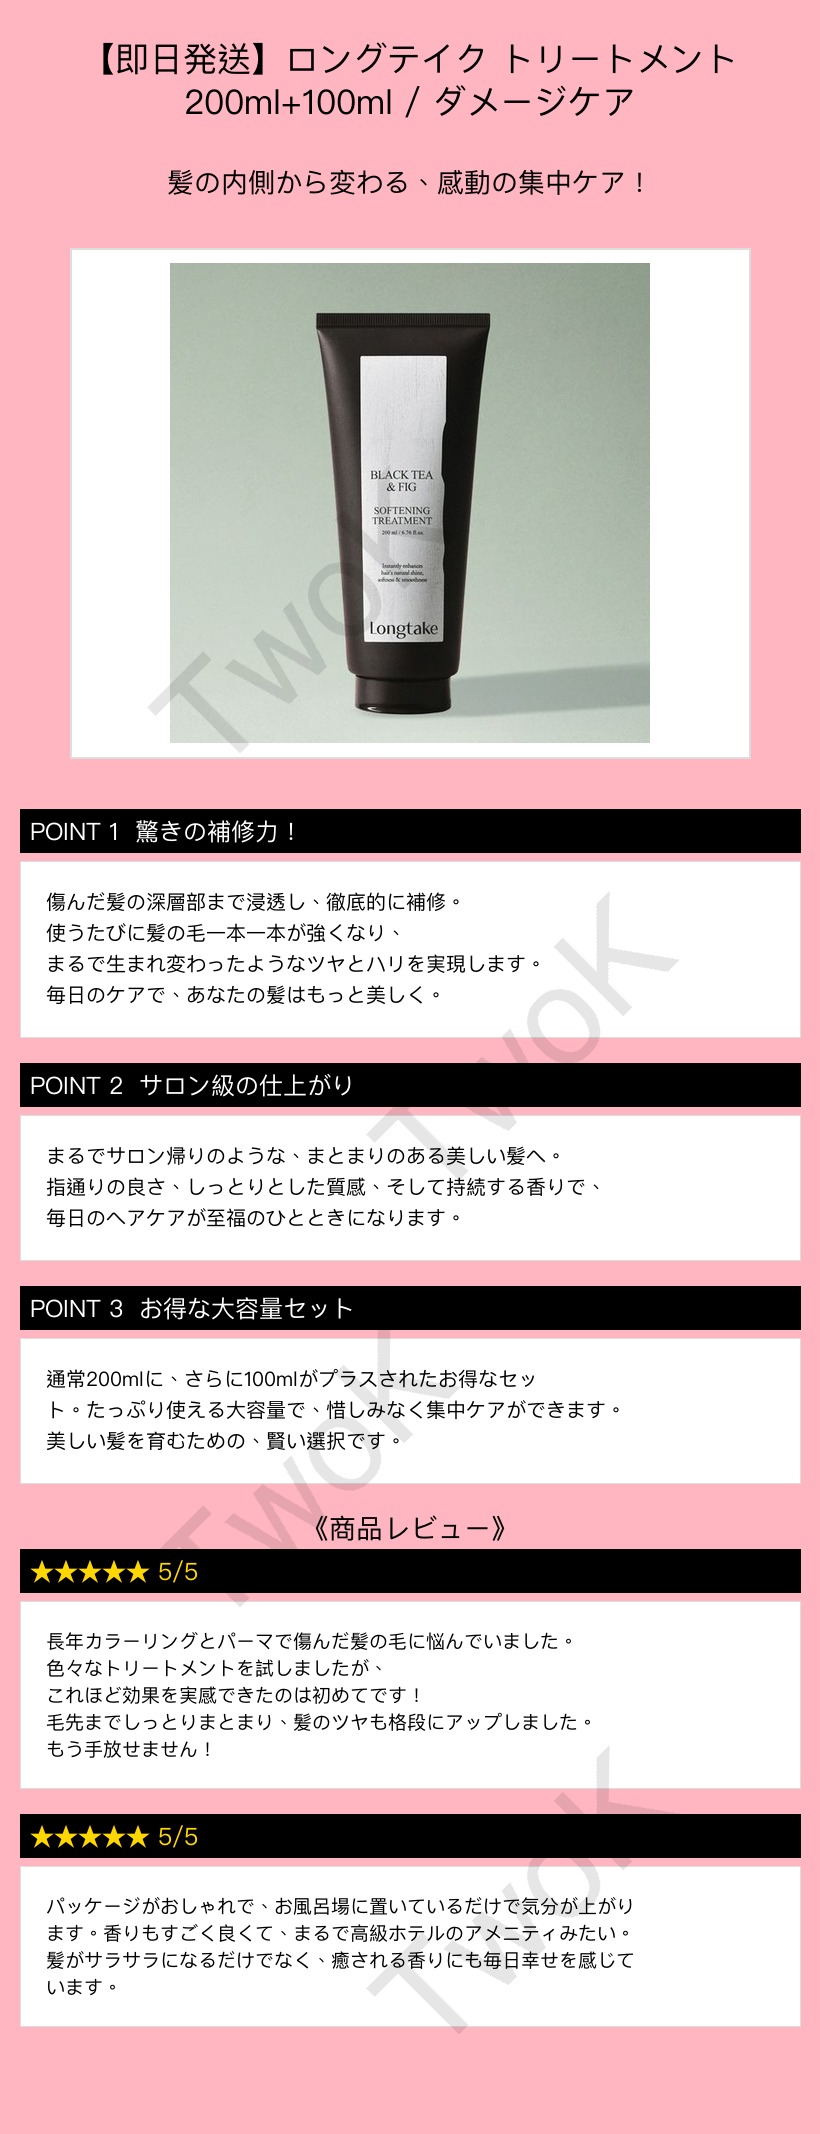 【即日発送】ロングテイク トリートメント
200ml+100ml / ダメージケア
髪の内側から変わる、感動の集中ケア！
BLACK TEA
& FIG
SOFTENING
TREATMENT
200 ml / 6.76 fl.oz.
Instantly enhances
hair's natural shine,
softness & smoothness
Longtake
TwoK
POINT 1 驚きの補修力！
傷んだ髪の深層部まで浸透し、徹底的に補修。
使うたびに髪の毛一本一本が強くなり、
まるで生まれ変わったようなツヤとハリを実現します。
毎日のケアで、あなたの髪はもっと美しく。
TwoK
POINT 2 サロン級の仕上がり
まるでサロン帰りのような、まとまりのある美しい髪へ。
指通りの良さ、しっとりとした質感、そして持続する香りで、
毎日のヘアケアが至福のひとときになります。
POINT 3 お得な大容量セット
通常200mlに、さらに100mlがプラスされたお得なセッ
ト。たっぷり使える大容量で、惜しみなく集中ケアができます。
美しい髪を育むための、賢い選択です。
TwoK
《商品レビュー》
★★★★★ 5/5
長年カラーリングとパーマで傷んだ髪の毛に悩んでいました。
色々なトリートメントを試しましたが、
これほど効果を実感できたのは初めてです！
毛先までしっとりまとまり、髪のツヤも格段にアップしました。
もう手放せません！
★★★★★ 5/5
パッケージがおしゃれで、お風呂場に置いているだけで気分が上がり
ます。香りもすごく良くて、まるで高級ホテルのアメニティみたい。
髪がサラサラになるだけでなく、癒される香りにも毎日幸せを感じて
います。
TwoK